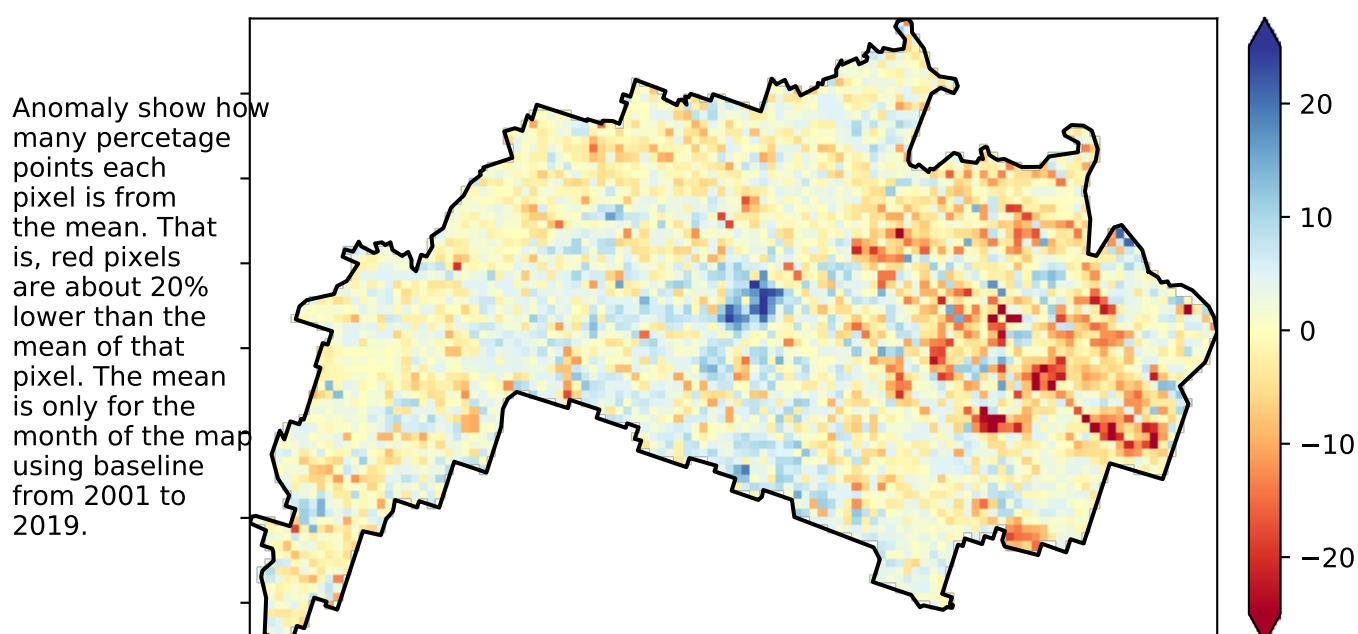 Anomaly show how
many percetage
points each
pixel is from
the mean. That
is, red pixels
are about 20%
lower than the
mean of that
pixel. The mean
is only for the
month of the map
using baseline
from 2001 to
2019.
20
10
0
−10
−20